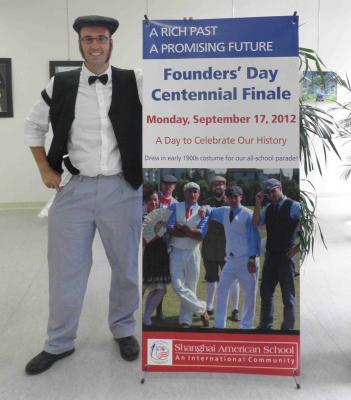 A RICH PAST
A PROMISING FUTURE
Founders' Day
Centennial Finale
Monday, September 17, 2012
A Day to Celebrate Our History
Dress in early 1900s costume for our all-school parade!
Shanghai American School
An International Community